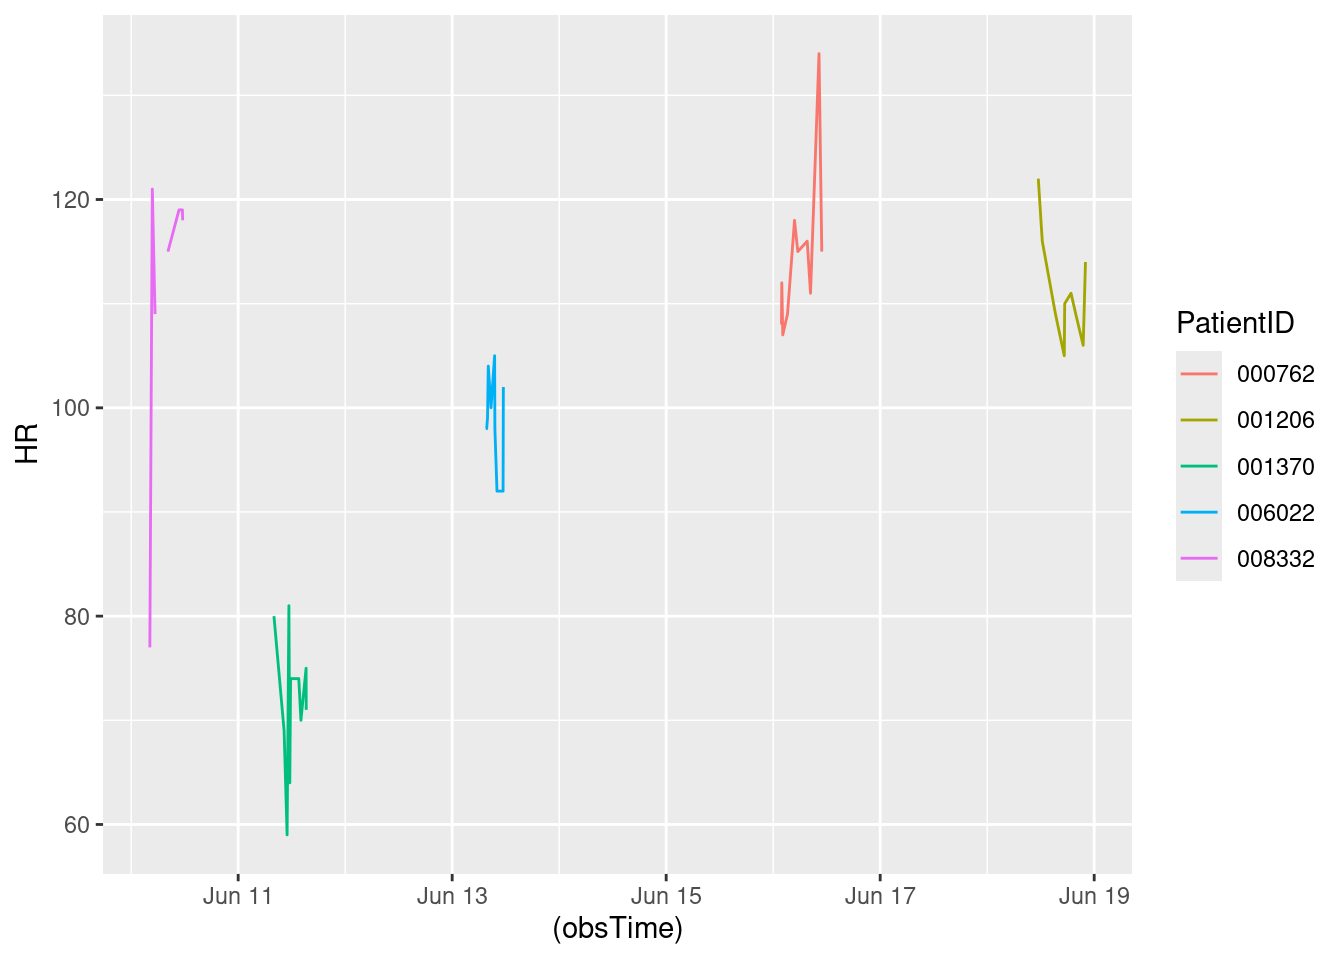 HR
120
100
80
60
Jun 11
Jun 13
Jun 15
Jun 17
Jun 19
(obsTime)
PatientID
000762
001206
001370
006022
008332